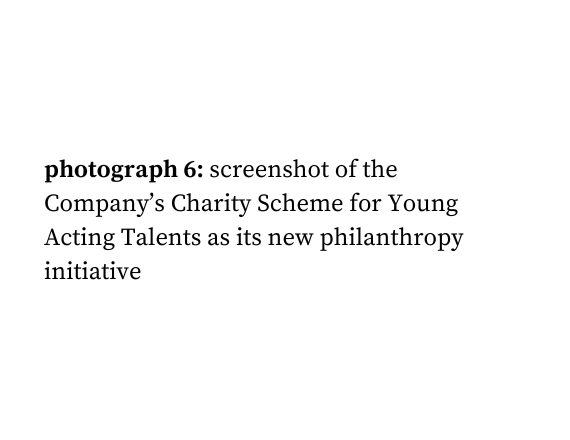 photograph 6: screenshot of the
Company’s Charity Scheme for Young
Acting Talents as its new philanthropy
initiative